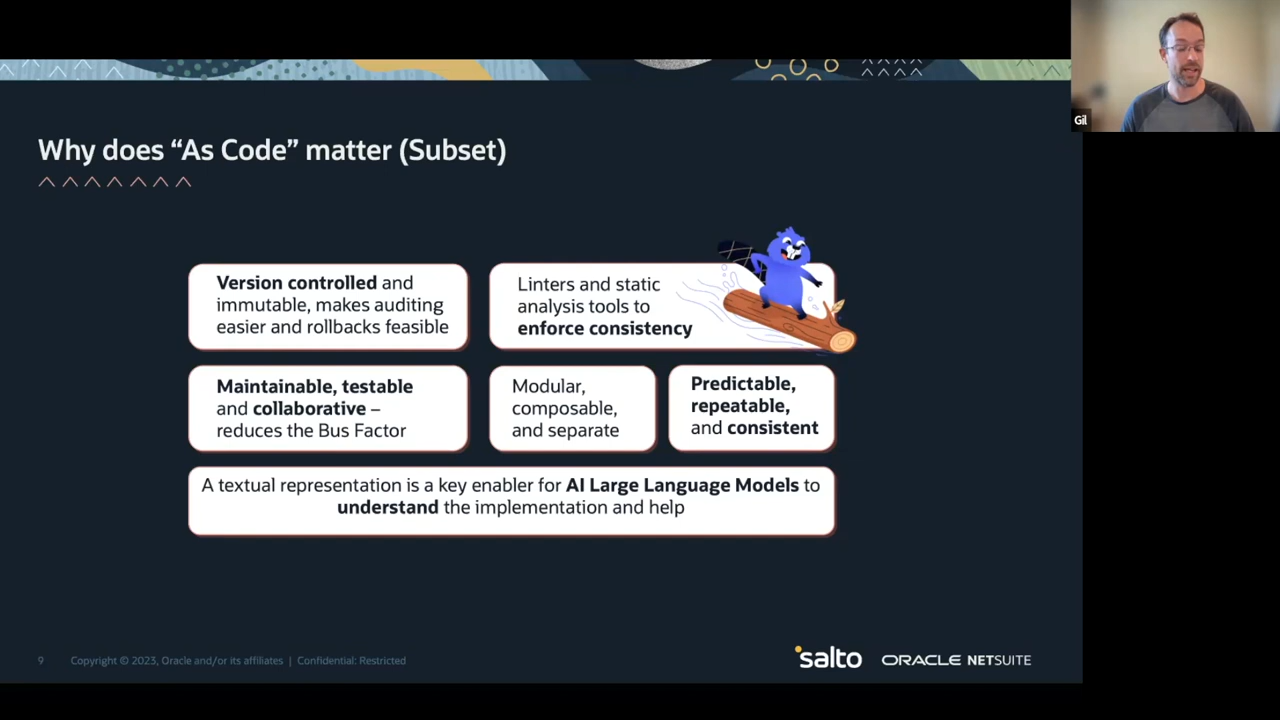 Gil
Why does “As Code” matter (Subset)
Version controlled and
immutable, makes auditing
easier and rollbacks feasible
Linters and static
analysis tools to
enforce consistency
Maintainable, testable
and collaborative –
reduces the Bus Factor
Modular,
composable,
and separate
Predictable,
repeatable,
and consistent
A textual representation is a key enabler for AI Large Language Models to
understand the implementation and help
9 Copyright © 2023, Oracle and/or its affiliates | Confidential: Restricted
salto ORACLE NETSUITE